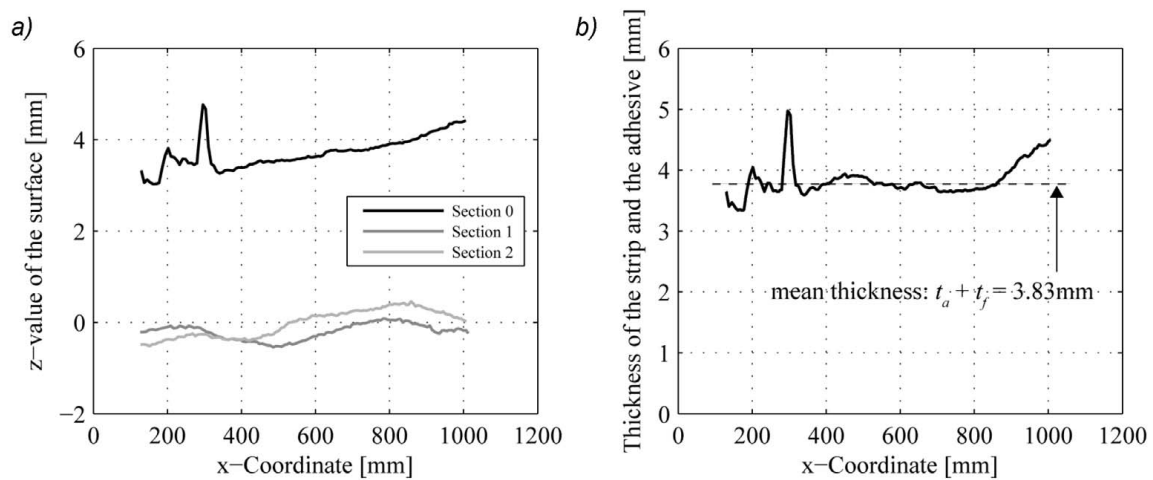 a)
z−value of the surface [mm]
6
4
2
0
−2
Section 0
Section 1
Section 2
0 200 400 600 800 1000 1200
x−Coordinate [mm]
b)
Thickness of the strip and the adhesive [mm]
6
5
4
3
2
1
0
mean thickness: tₐ + t_f = 3.83mm
0 200 400 600 800 1000 1200
x−Coordinate [mm]